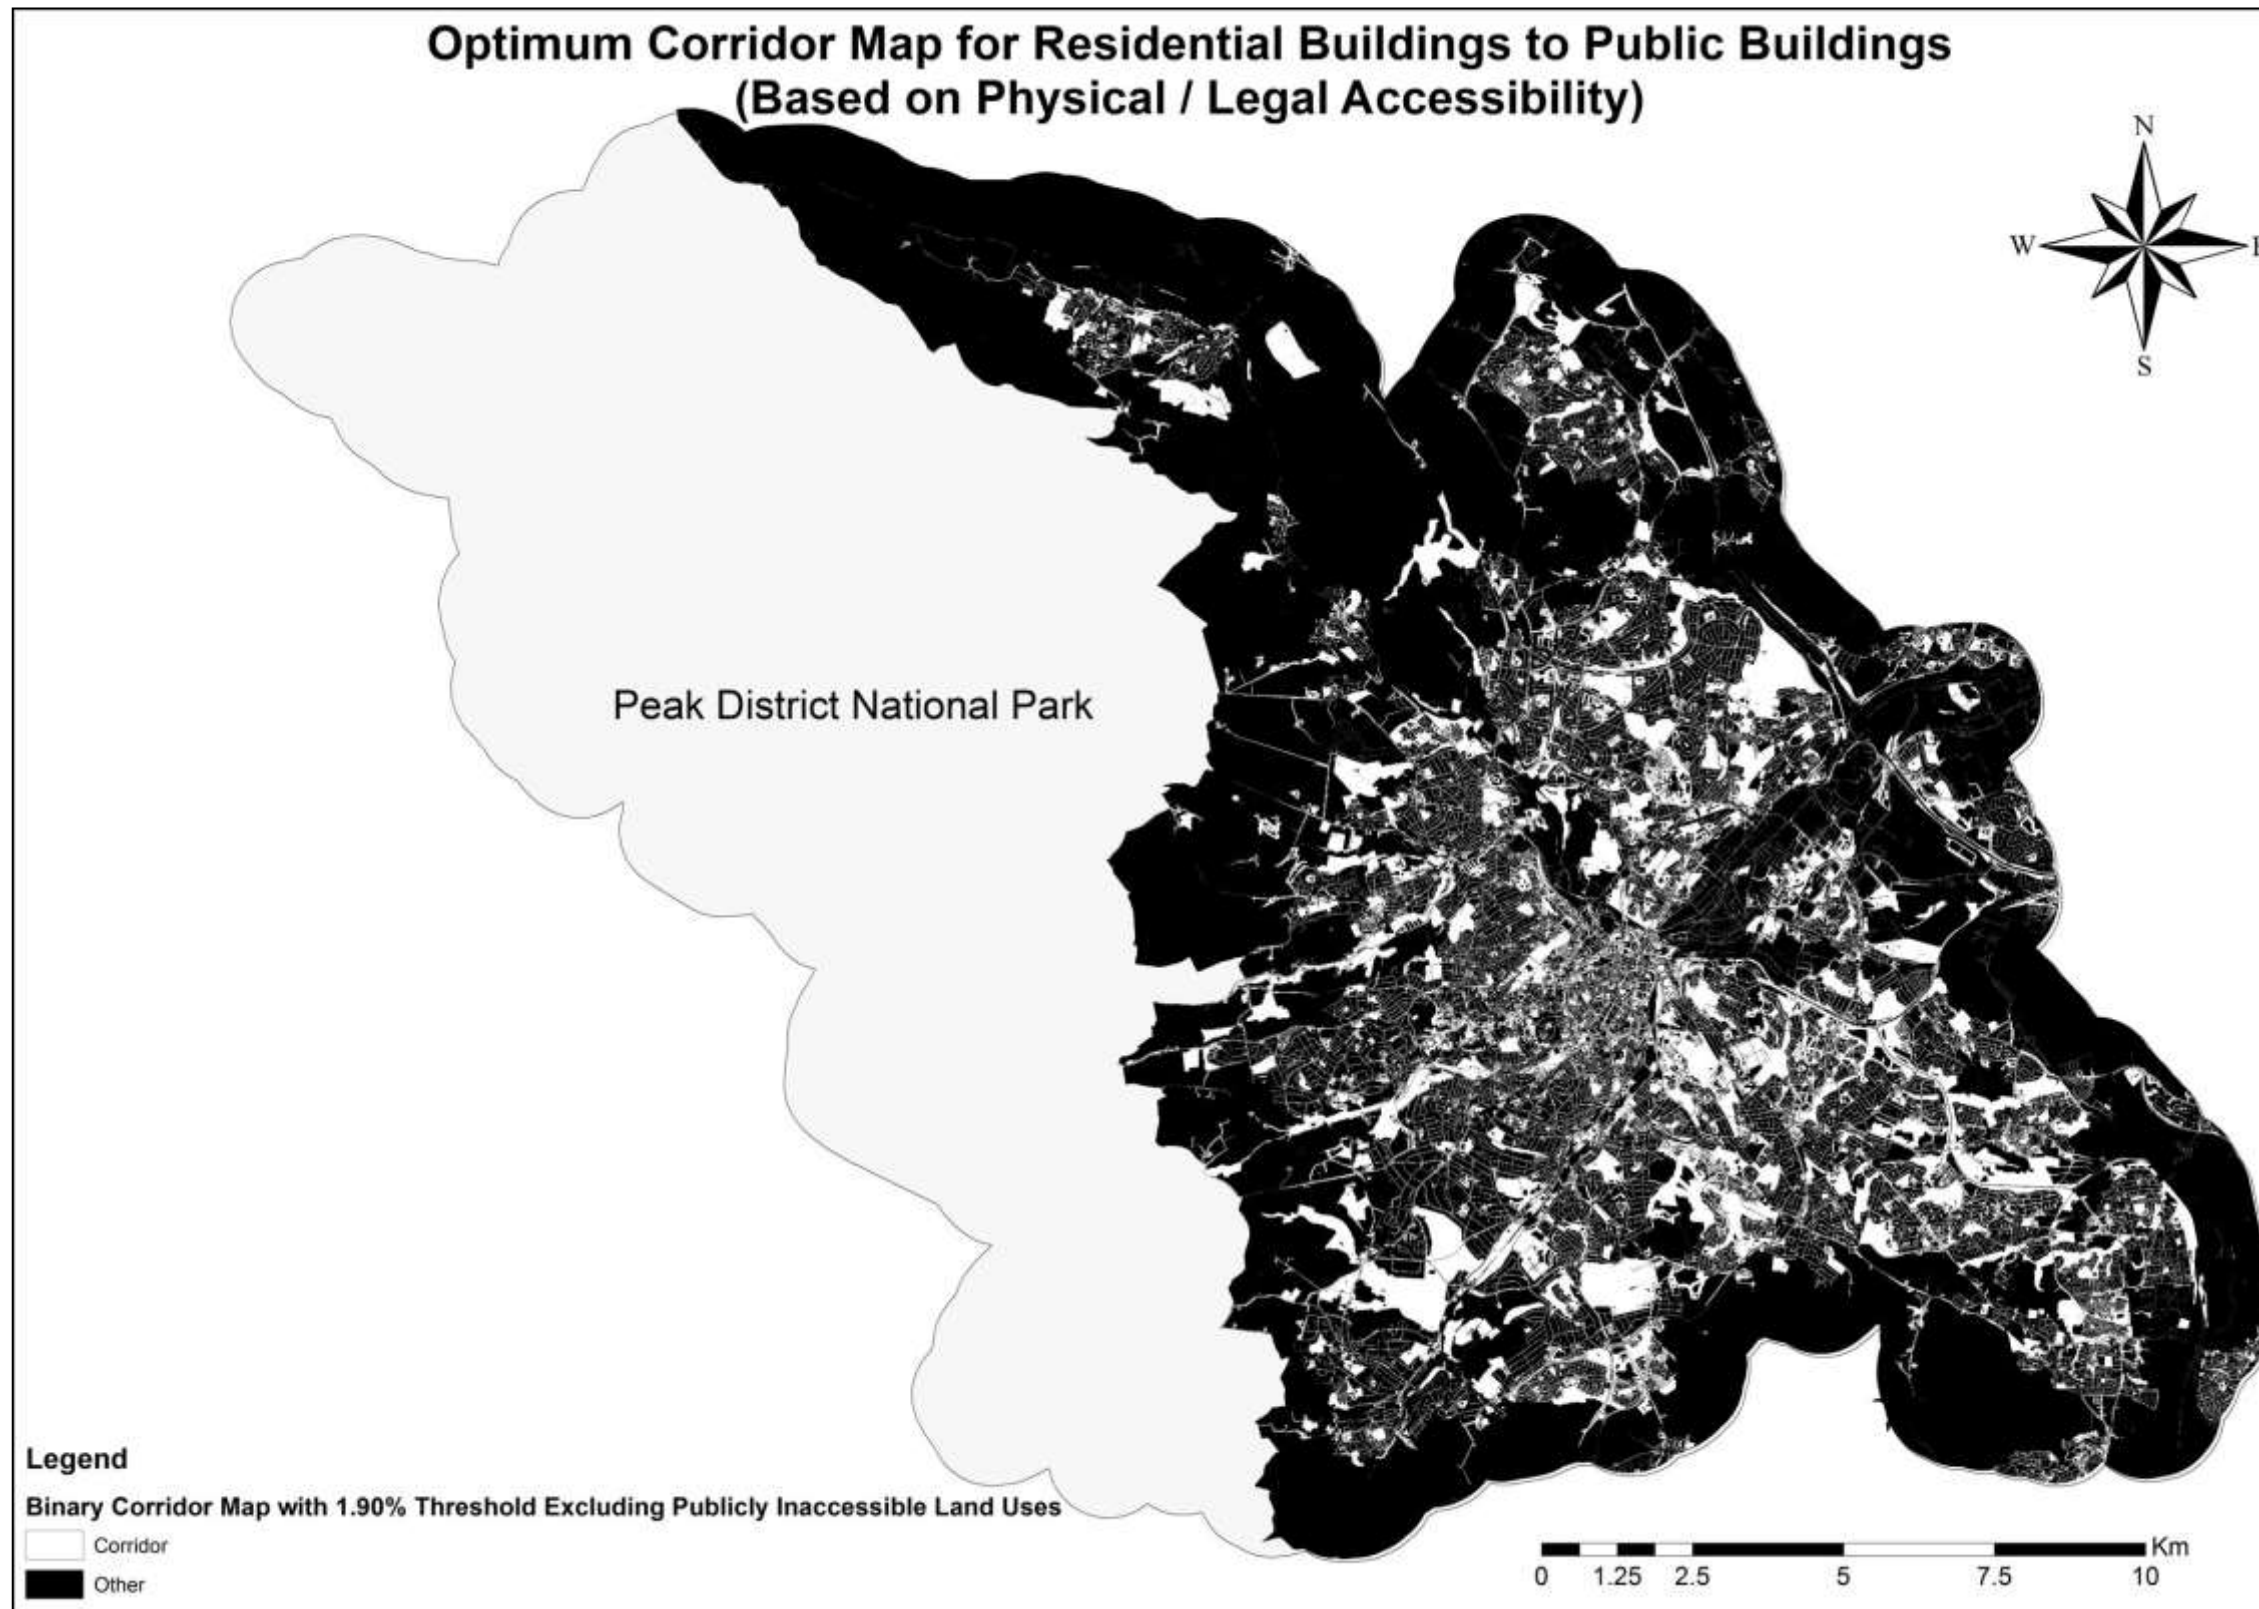 Optimum Corridor Map for Residential Buildings to Public Buildings
(Based on Physical / Legal Accessibility)
N
W
E
S
Peak District National Park
Legend
Binary Corridor Map with 1.90% Threshold Excluding Publicly Inaccessible Land Uses
Corridor
Other
Km
0 1.25 2.5 5 7.5 10